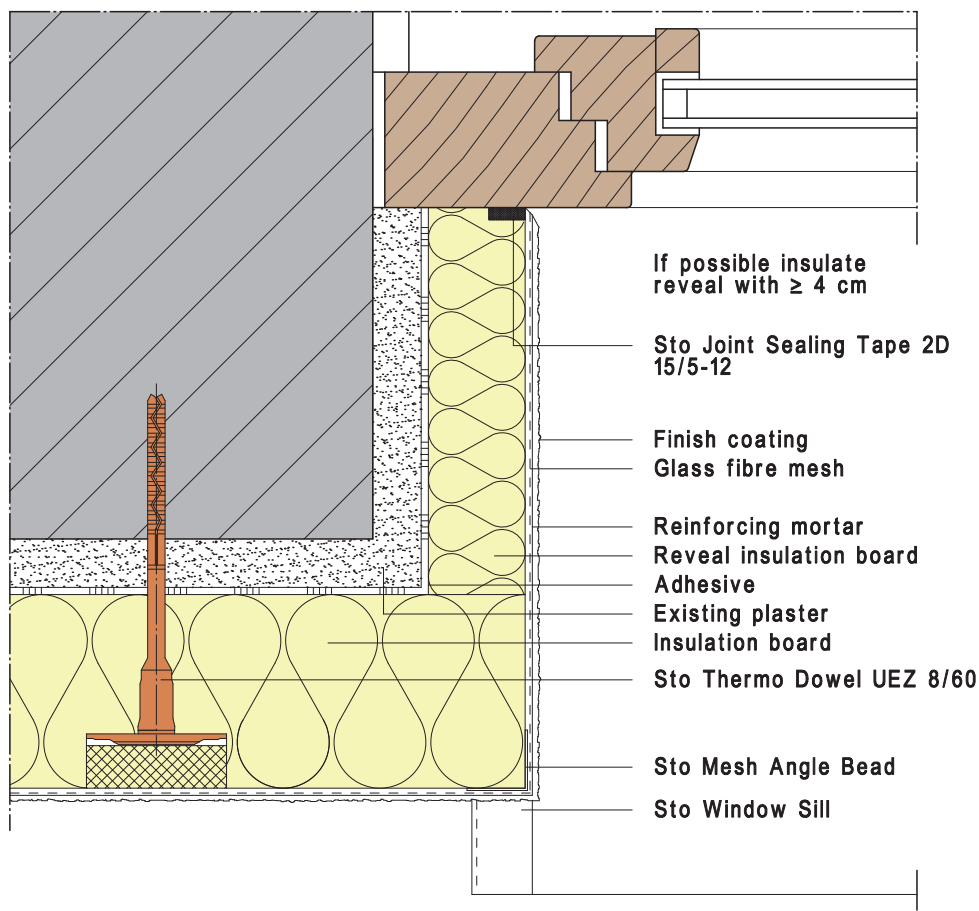 If possible insulate
reveal with ≥ 4 cm
Sto Joint Sealing Tape 2D
15/5-12
Finish coating
Glass fibre mesh
Reinforcing mortar
Reveal insulation board
Adhesive
Existing plaster
Insulation board
Sto Thermo Dowel UEZ 8/60
Sto Mesh Angle Bead
Sto Window Sill